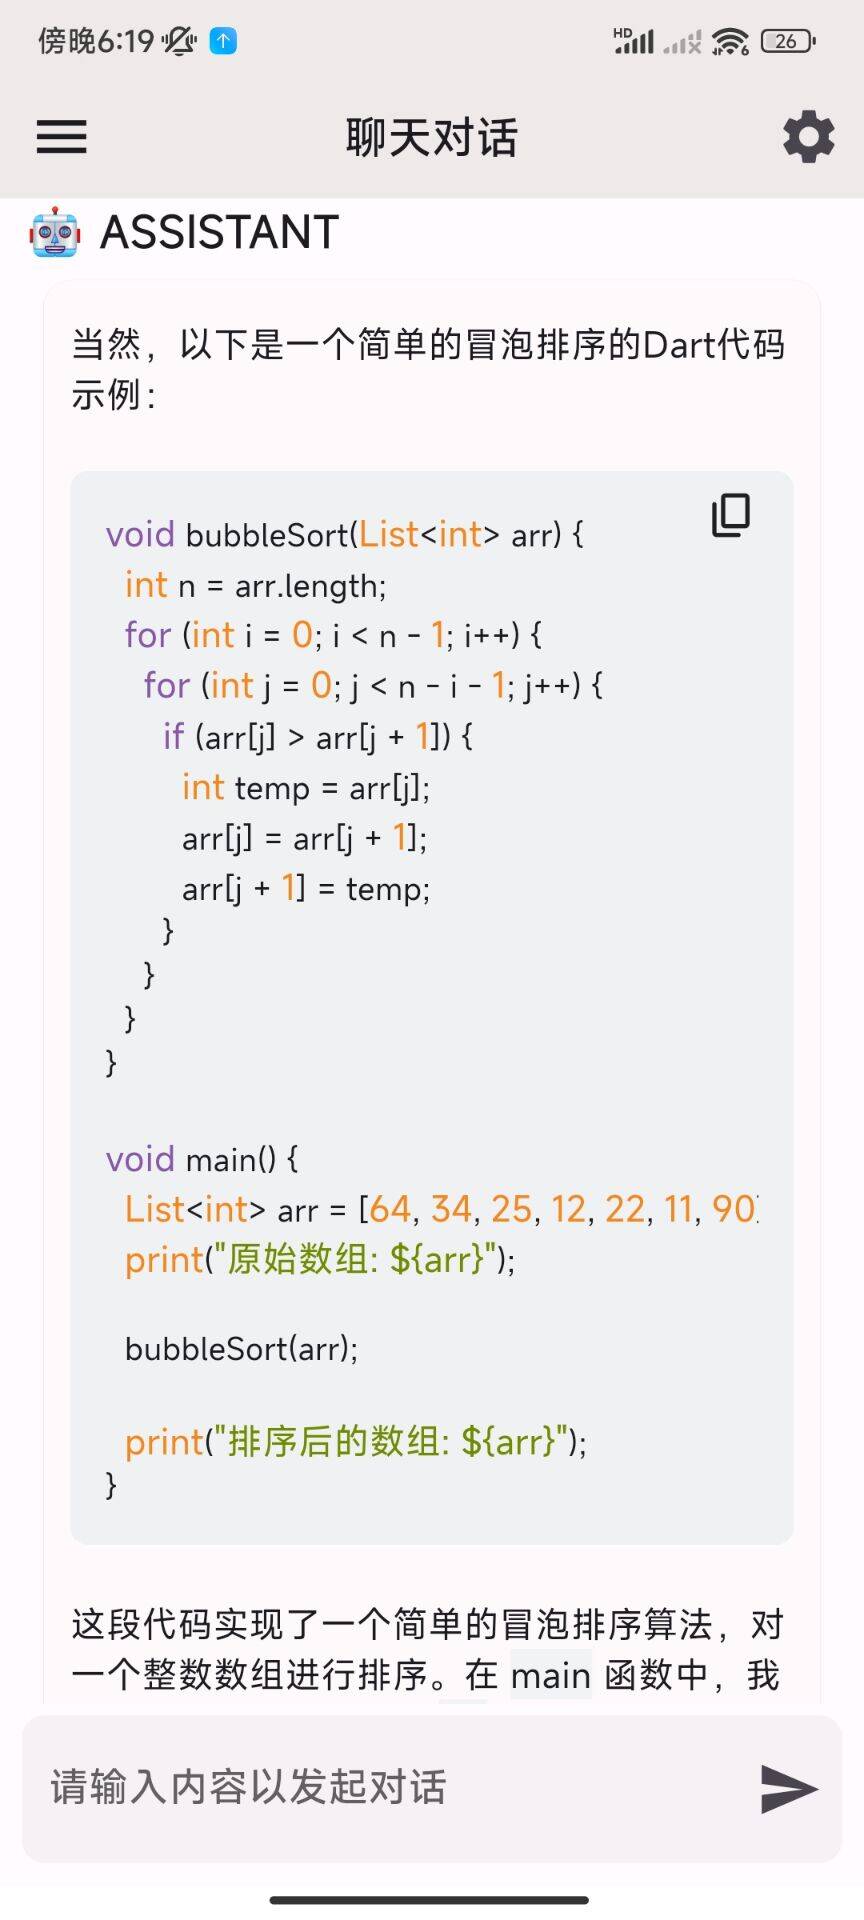 傍晚6:19
HD
6
26
聊天对话
ASSISTANT
当然，以下是一个简单的冒泡排序的Dart代码
示例：
void bubbleSort(List<int> arr) {
  int n = arr.length;
  for (int i = 0; i < n - 1; i++) {
    for (int j = 0; j < n - i - 1; j++) {
      if (arr[j] > arr[j + 1]) {
        int temp = arr[j];
        arr[j] = arr[j + 1];
        arr[j + 1] = temp;
      }
    }
  }
}
void main() {
  List<int> arr = [64, 34, 25, 12, 22, 11, 90]
  print("原始数组: ${arr}");
  bubbleSort(arr);
  print("排序后的数组: ${arr}");
}
这段代码实现了一个简单的冒泡排序算法，对
一个整数数组进行排序。在 main 函数中，我
请输入内容以发起对话